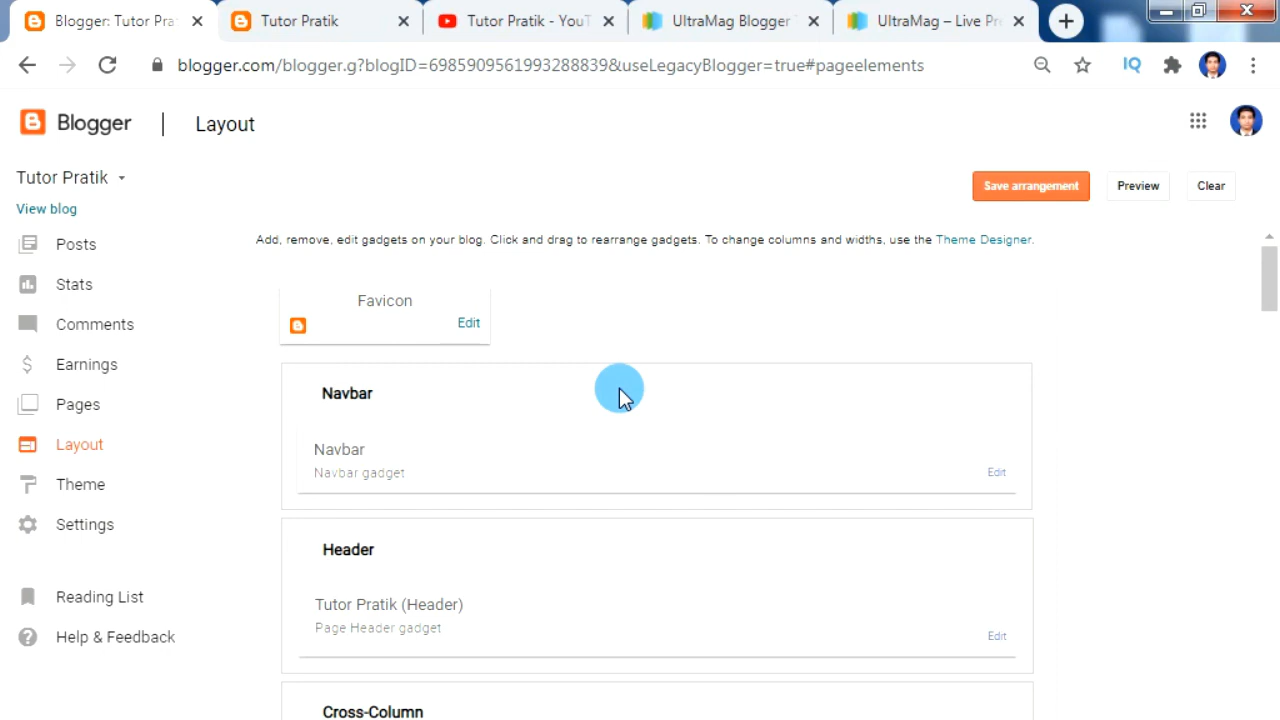 Blogger: Tutor Pra
Tutor Pratik
Tutor Pratik - YouT
UltraMag Blogger
UltraMag – Live Pr
blogger.com/blogger.g?blogID=6985909561993288839&useLegacyBlogger=true#pageelements
IQ
Blogger
Layout
Tutor Pratik
View blog
Save arrangement
Preview
Clear
Posts
Stats
Comments
Earnings
Pages
Layout
Theme
Settings
Reading List
Help & Feedback
Add, remove, edit gadgets on your blog. Click and drag to rearrange gadgets. To change columns and widths, use the Theme Designer.
Favicon
Edit
Navbar
Navbar
Navbar gadget
Edit
Header
Tutor Pratik (Header)
Page Header gadget
Edit
Cross-Column